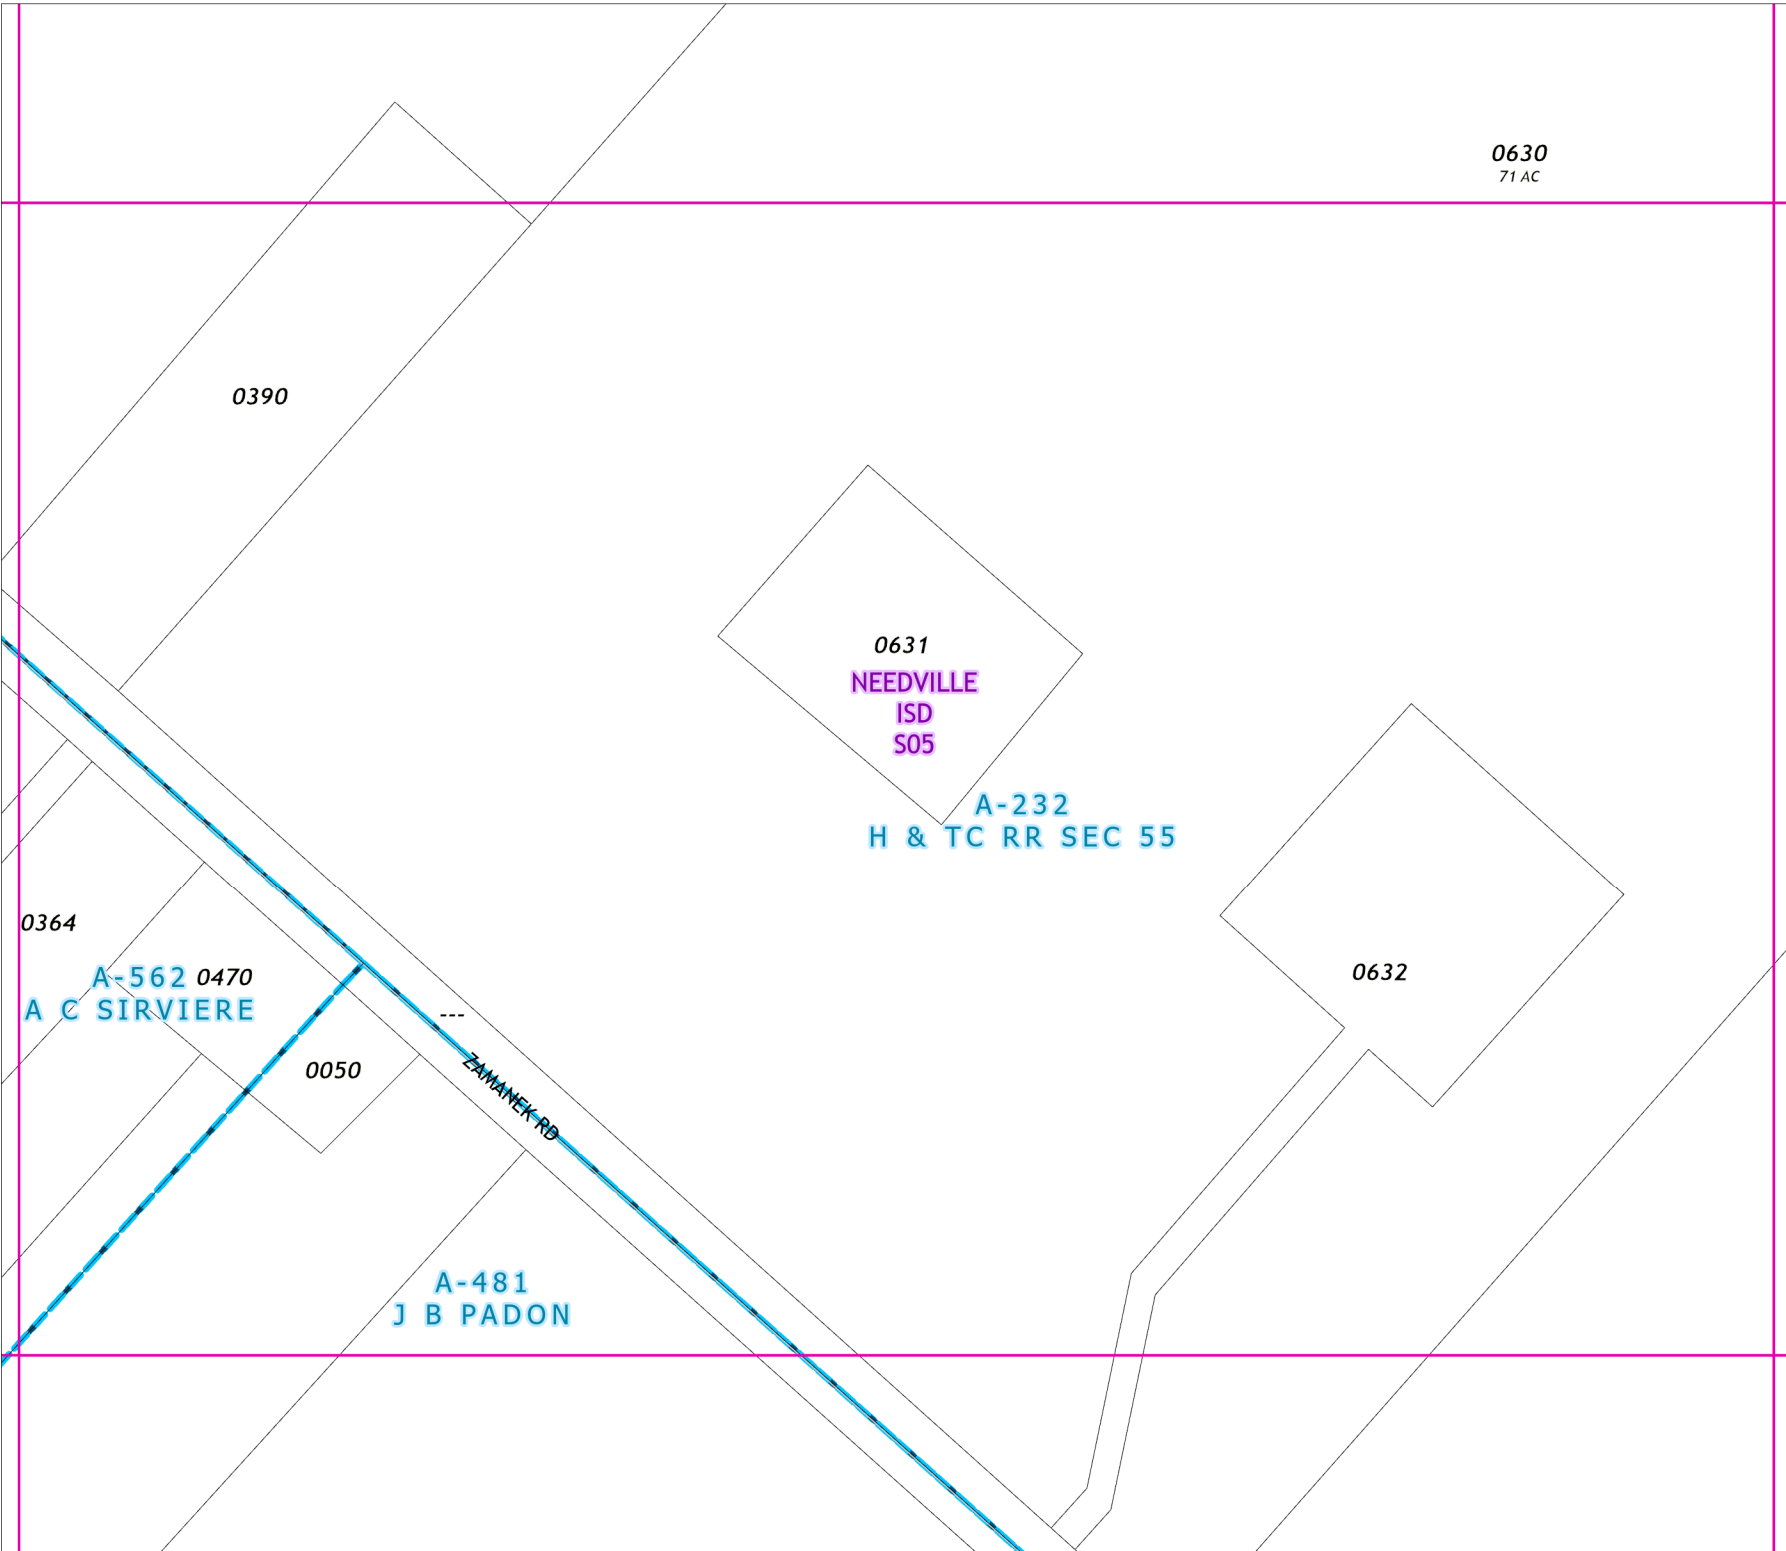 0630
71 AC
0390
0631
NEEDVILLE
ISD
S05
A-232
H & TC RR SEC 55
0364
A-562
0470
A C SIRVIERE
0632
---
0050
ZAMANEK RD
A-481
J B PADON